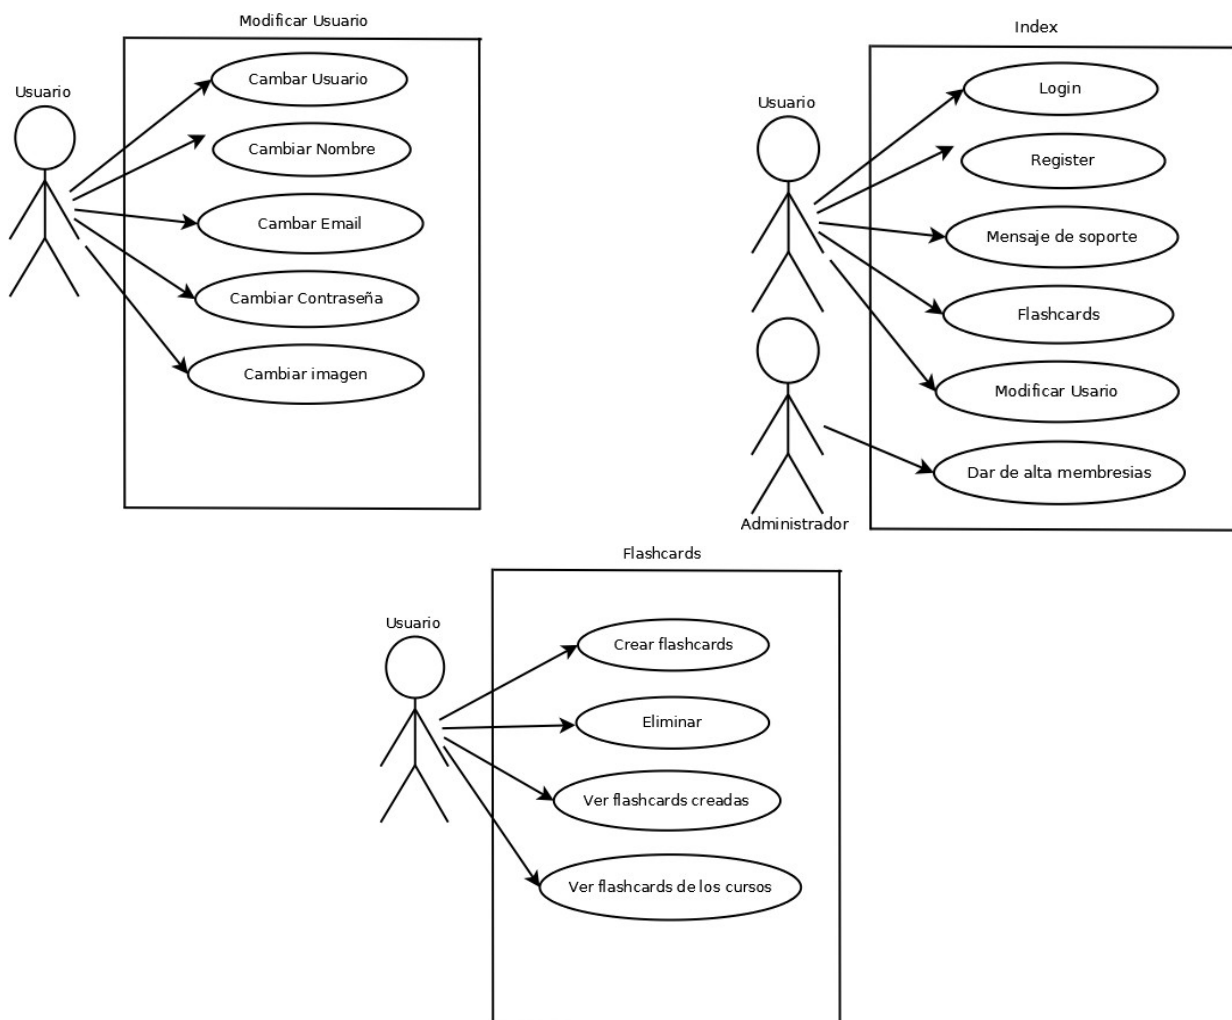 Modificar Usuario
Usuario
Cambar Usuario
Cambiar Nombre
Cambar Email
Cambiar Contraseña
Cambiar imagen
Index
Usuario
Login
Register
Mensaje de soporte
Flashcards
Modificar Usario
Dar de alta membresias
Administrador
Flashcards
Usuario
Crear flashcards
Eliminar
Ver flashcards creadas
Ver flashcards de los cursos